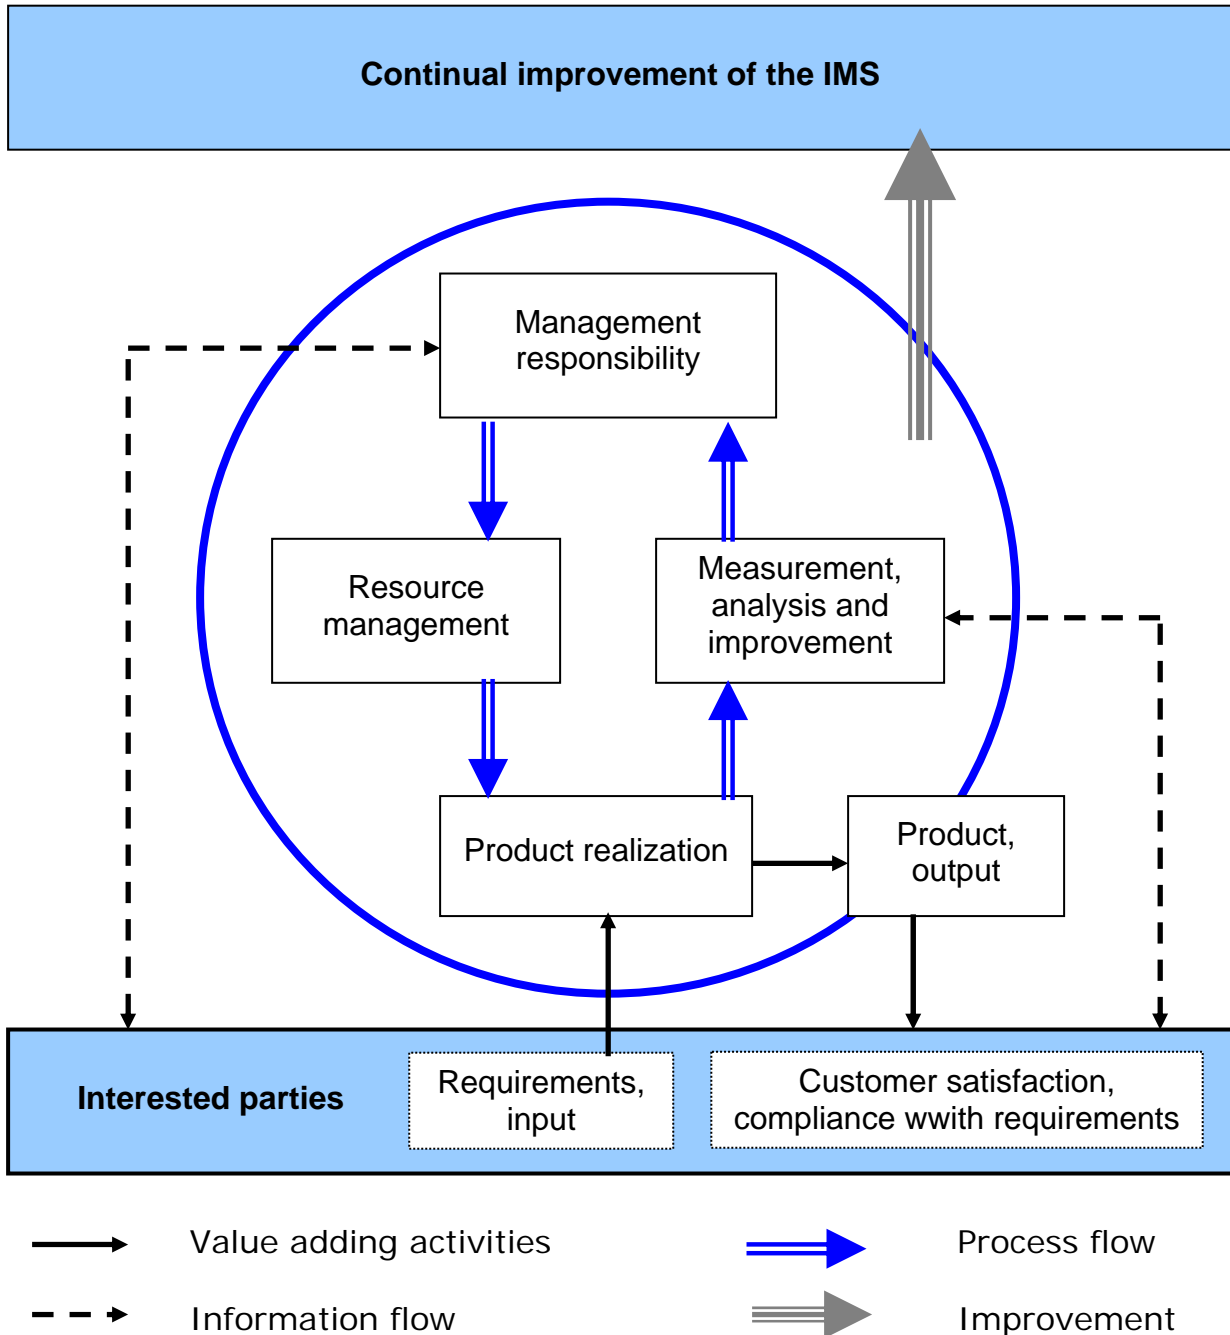 Continual improvement of the IMS
Management
responsibility
Resource
management
Measurement,
analysis and
improvement
Product realization
Product,
output
Interested parties
Requirements,
input
Customer satisfaction,
compliance wwith requirements
Value adding activities
Process flow
Information flow
Improvement